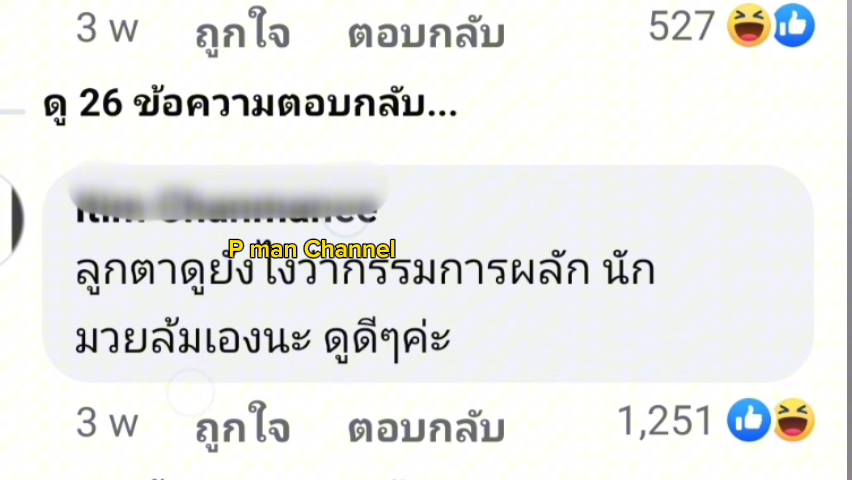 3 w ถูกใจ ตอบกลับ 527
ดู 26 ข้อความตอบกลับ...
P man Channel
ลูกตาดูยังไงว่ากรรมการผลัก นัก
มวยล้มเองนะ ดูดีๆค่ะ
3 w ถูกใจ ตอบกลับ 1,251